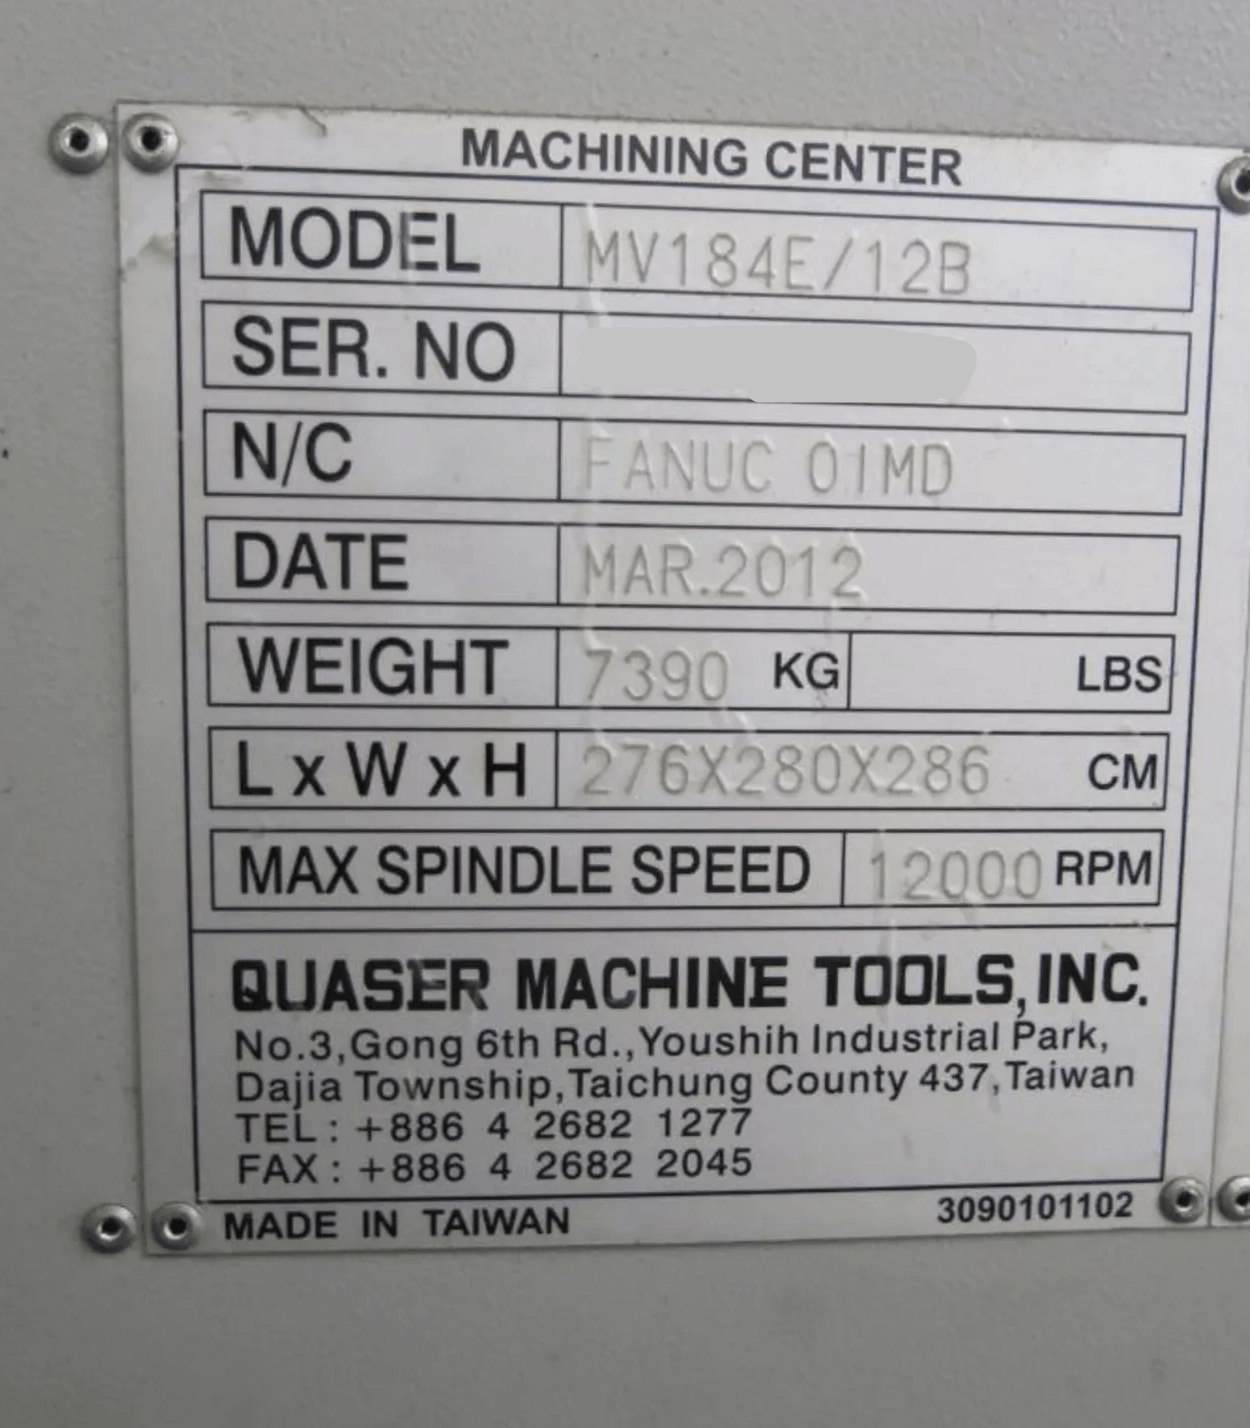 MACHINING CENTER
MODEL MV184E/12B
SER. NO
N/C FANUC 0IMD
DATE MAR.2012
WEIGHT 7390 KG LBS
L x W x H 276X280X286 CM
MAX SPINDLE SPEED 12000 RPM
QUASER MACHINE TOOLS, INC.
No.3,Gong 6th Rd.,Youshih Industrial Park,
Dajia Township,Taichung County 437,Taiwan
TEL : +886 4 2682 1277
FAX : +886 4 2682 2045
MADE IN TAIWAN 3090101102